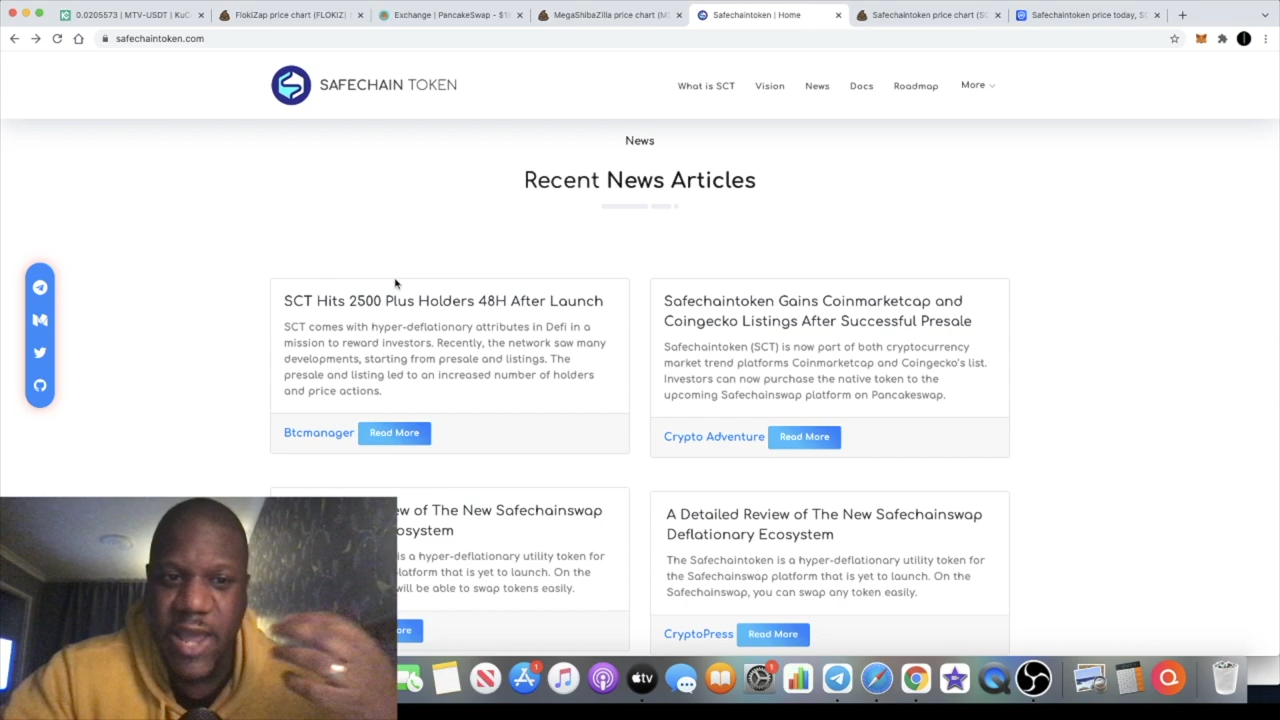 0.0205573 | MTV-USDT | KuC
FlokiZap price chart (FLOKIZ) |
Exchange | PancakeSwap - $1
MegaShibaZilla price chart (M
Safechaintoken | Home
Safechaintoken price chart (SC
Safechaintoken price today, S
safechaintoken.com
SAFECHAIN TOKEN
What is SCT
Vision
News
Docs
Roadmap
More
News
Recent News Articles
SCT Hits 2500 Plus Holders 48H After Launch
SCT comes with hyper-deflationary attributes in Defi in a
mission to reward investors. Recently, the network saw many
developments, starting from presale and listings. The
presale and listing led to an increased number of holders
and price actions.
Btcmanager
Read More
Safechaintoken Gains Coinmarketcap and
Coingecko Listings After Successful Presale
Safechaintoken (SCT) is now part of both cryptocurrency
market trend platforms Coinmarketcap and Coingecko's list.
Investors can now purchase the native token to the
upcoming Safechainswap platform on Pancakeswap.
Crypto Adventure
Read More
ew of The New Safechainswap
osystem
is a hyper-deflationary utility token for
latform that is yet to launch. On the
will be able to swap tokens easily.
ore
A Detailed Review of The New Safechainswap
Deflationary Ecosystem
The Safechaintoken is a hyper-deflationary utility token for
the Safechainswap platform that is yet to launch. On the
Safechainswap, you can swap any token easily.
CryptoPress
Read More
1
tv
1